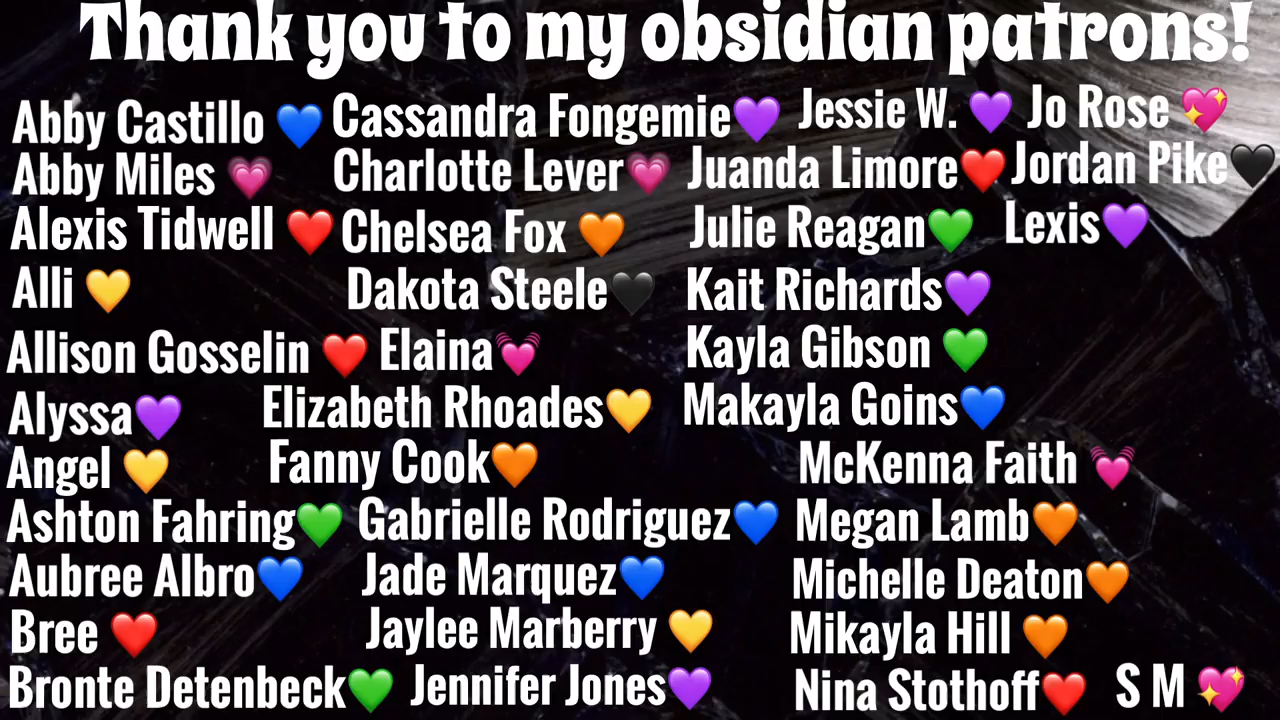 Thank you to my obsidian patrons!
Abby Castillo 💙 Cassandra Fongemie💜 Jessie W. 💜 Jo Rose 💖
Abby Miles 💗 Charlotte Lever💗 Juanda Limore❤️ Jordan Pike🖤
Alexis Tidwell ❤️ Chelsea Fox 🧡 Julie Reagan💚 Lexis💜
Alli 💛 Dakota Steele🖤 Kait Richards💜
Allison Gosselin ❤️ Elaina💓 Kayla Gibson 💚
Alyssa💜 Elizabeth Rhoades💛 Makayla Goins💙
Angel 💛 Fanny Cook🧡 McKenna Faith 💓
Ashton Fahring💚 Gabrielle Rodriguez💙 Megan Lamb🧡
Aubree Albro💙 Jade Marquez💙 Michelle Deaton🧡
Bree ❤️ Jaylee Marberry 💛 Mikayla Hill 🧡
Bronte Detenbeck💚 Jennifer Jones💜 Nina Stothoff❤️ S M 💖